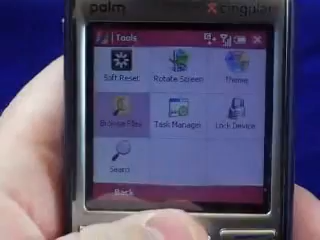 palm
cingular
Tools
Soft Reset
Rotate Screen
Theme
Browse Files
Task Manager
Lock Device
Search
Back